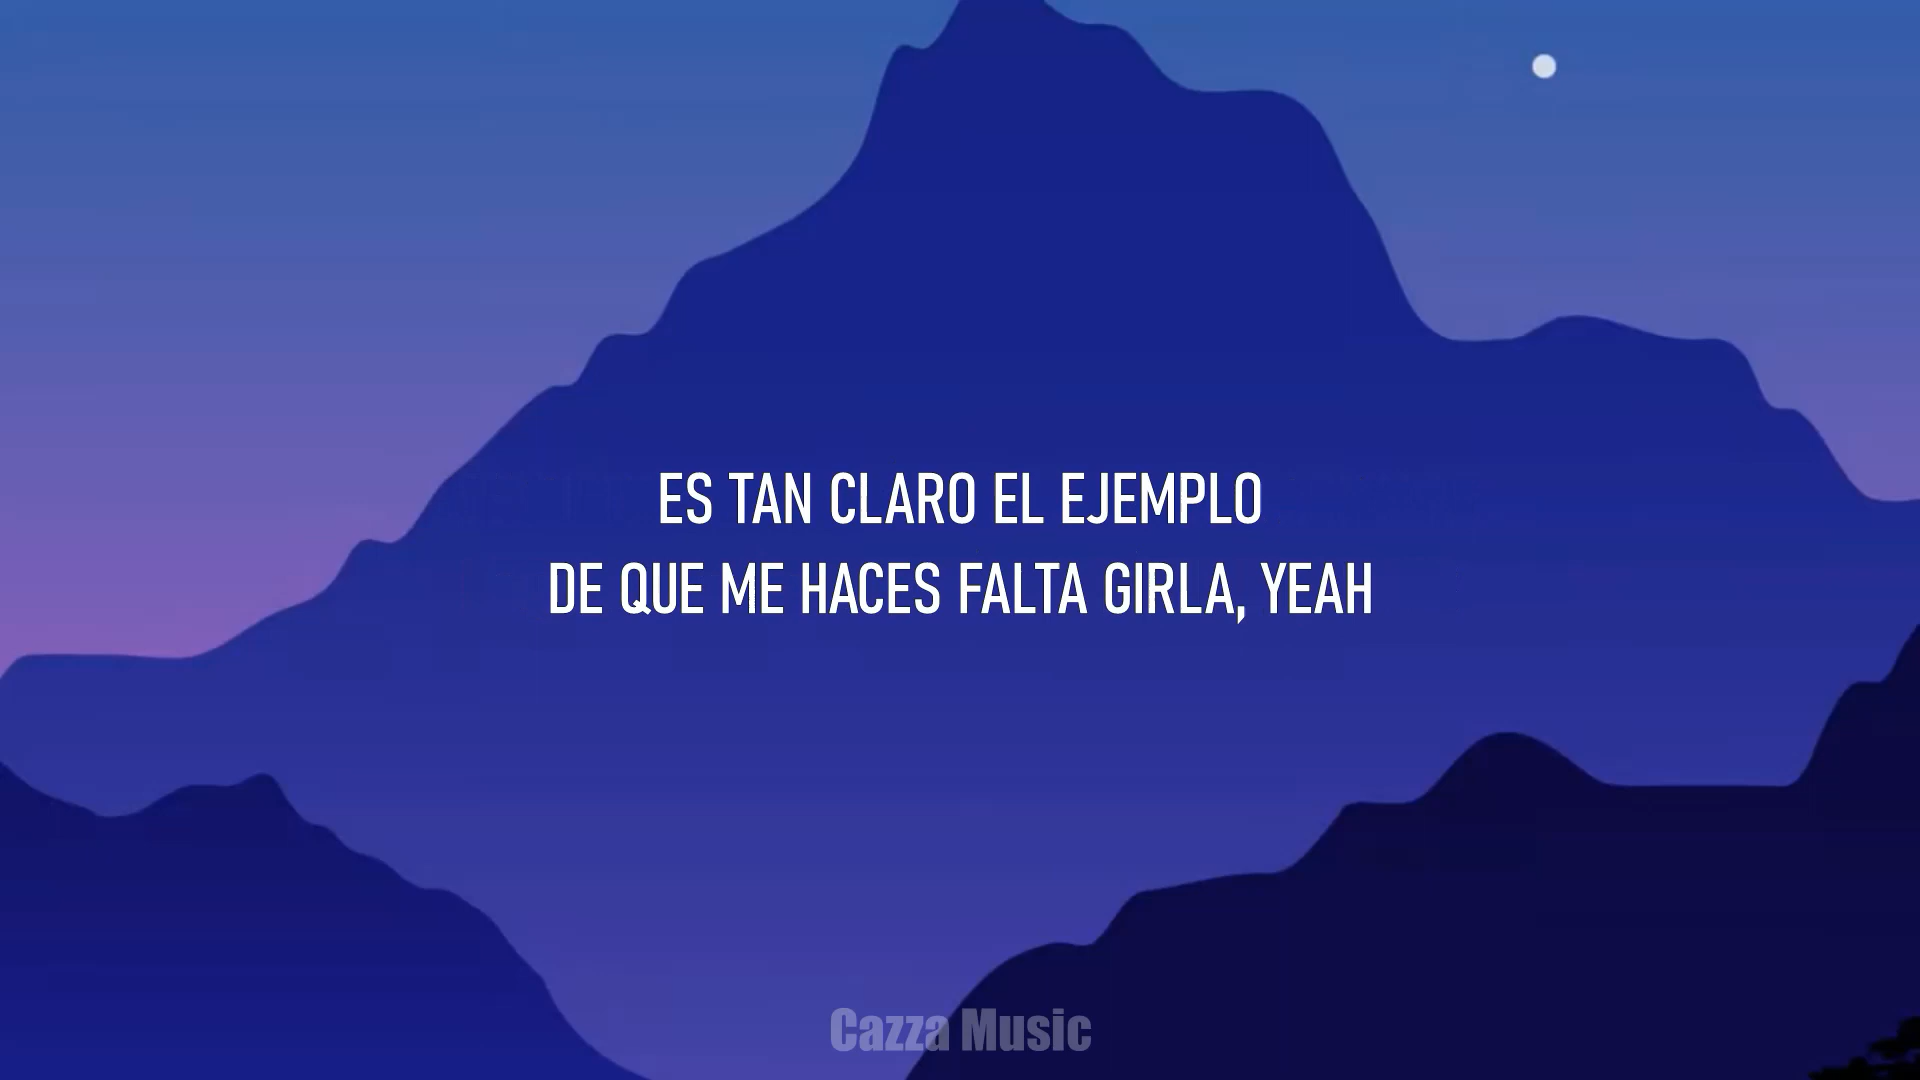 ES TAN CLARO EL EJEMPLO
DE QUE ME HACES FALTA GIRLA, YEAH
Cazza Music